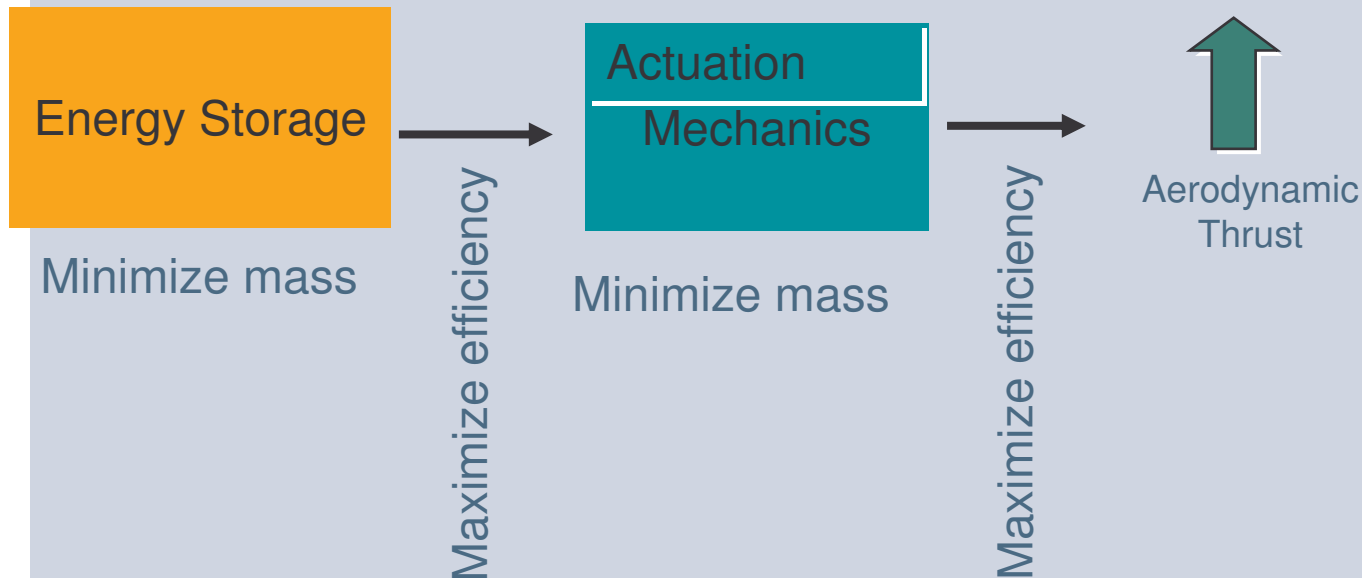 Energy Storage
Minimize mass
Maximize efficiency
Actuation
Mechanics
Minimize mass
Maximize efficiency
Aerodynamic
Thrust